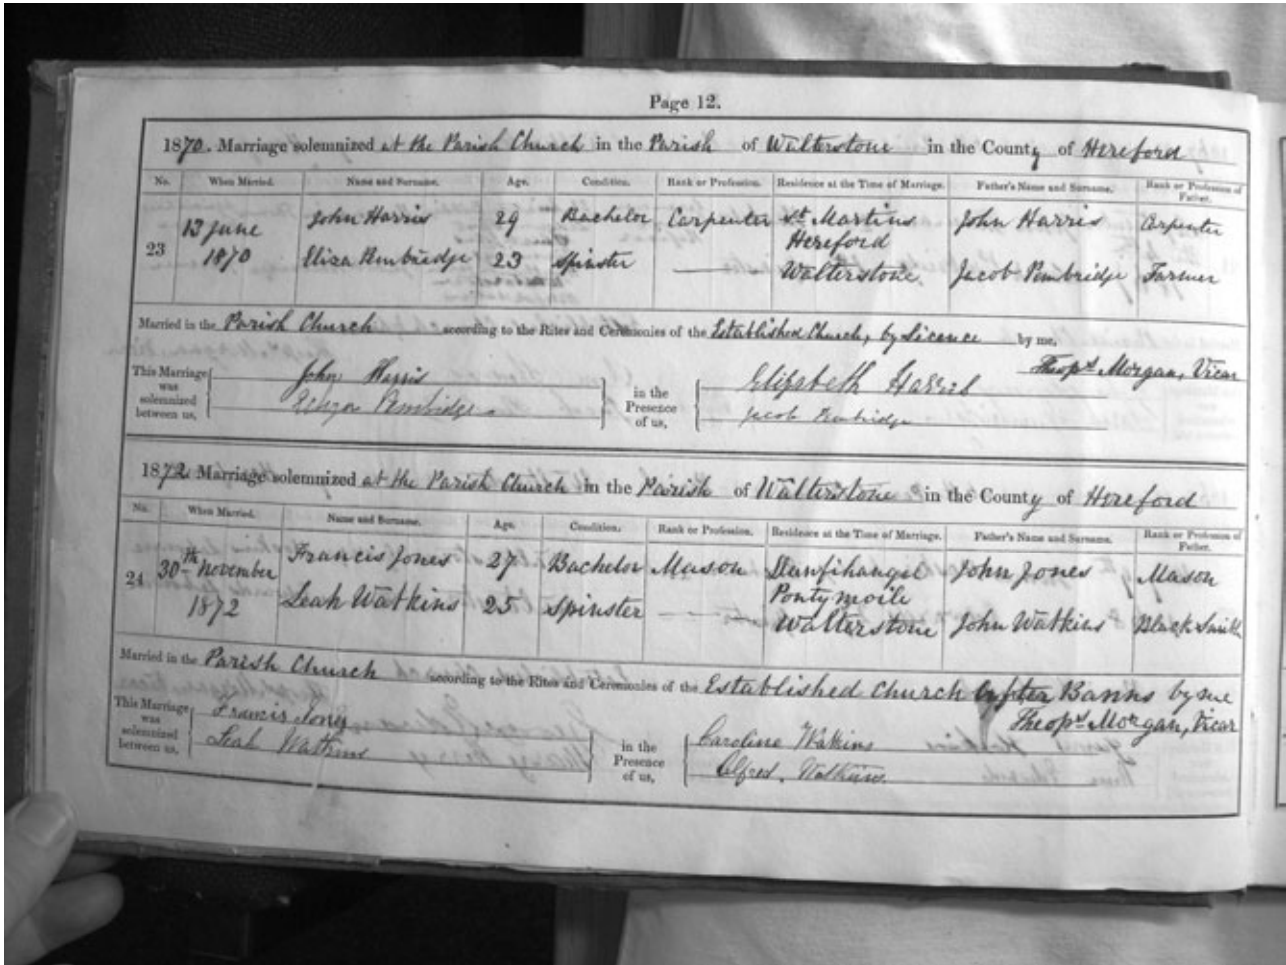 Page 12.
1870. Marriage solemnized at the Parish Church in the Parish of Walterstone in the County of Hereford
No. When Married. Name and Surname. Age. Condition. Rank or Profession. Residence at the Time of Marriage. Father's Name and Surname. Rank or Profession of Father.
13 June John Harris 29 Bachelor Carpenter St Martins John Harris Carpenter
Hereford
23 1870 Eliza Pembridge 23 Spinster — Walterstone. Jacob Pembridge Farmer
Married in the Parish Church according to the Rites and Ceremonies of the Established Church, by Licence by me,
Theops. Morgan, Vicar
This Marriage was solemnized between us, John Harris Eliza Pembridge in the Presence of us, Elizabeth Harris Jacob Pembridge
1872 Marriage solemnized at the Parish Church in the Parish of Walterstone in the County of Hereford
No. When Married. Name and Surname. Age. Condition. Rank or Profession. Residence at the Time of Marriage. Father's Name and Surname. Rank or Profession of Father.
24 30th November Francis Jones 27 Bachelor Mason Llanfihangel John Jones Mason
Pontymoile
1872 Leah Watkins 25 Spinster — Walterstone John Watkins Black Smith
Married in the Parish Church according to the Rites and Ceremonies of the Established Church after Banns by me
Theops. Morgan, Vicar
This Marriage was solemnized between us, Francis Jones Leah Watkins in the Presence of us, Caroline Watkins Alfred. Watkins.